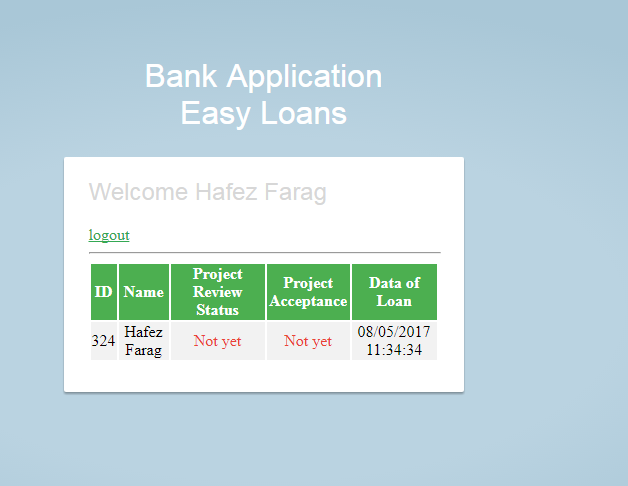 Bank Application
Easy Loans
Welcome Hafez Farag
logout
ID Name Project Review Status Project Acceptance Data of Loan
324 Hafez Farag Not yet Not yet 08/05/2017 11:34:34